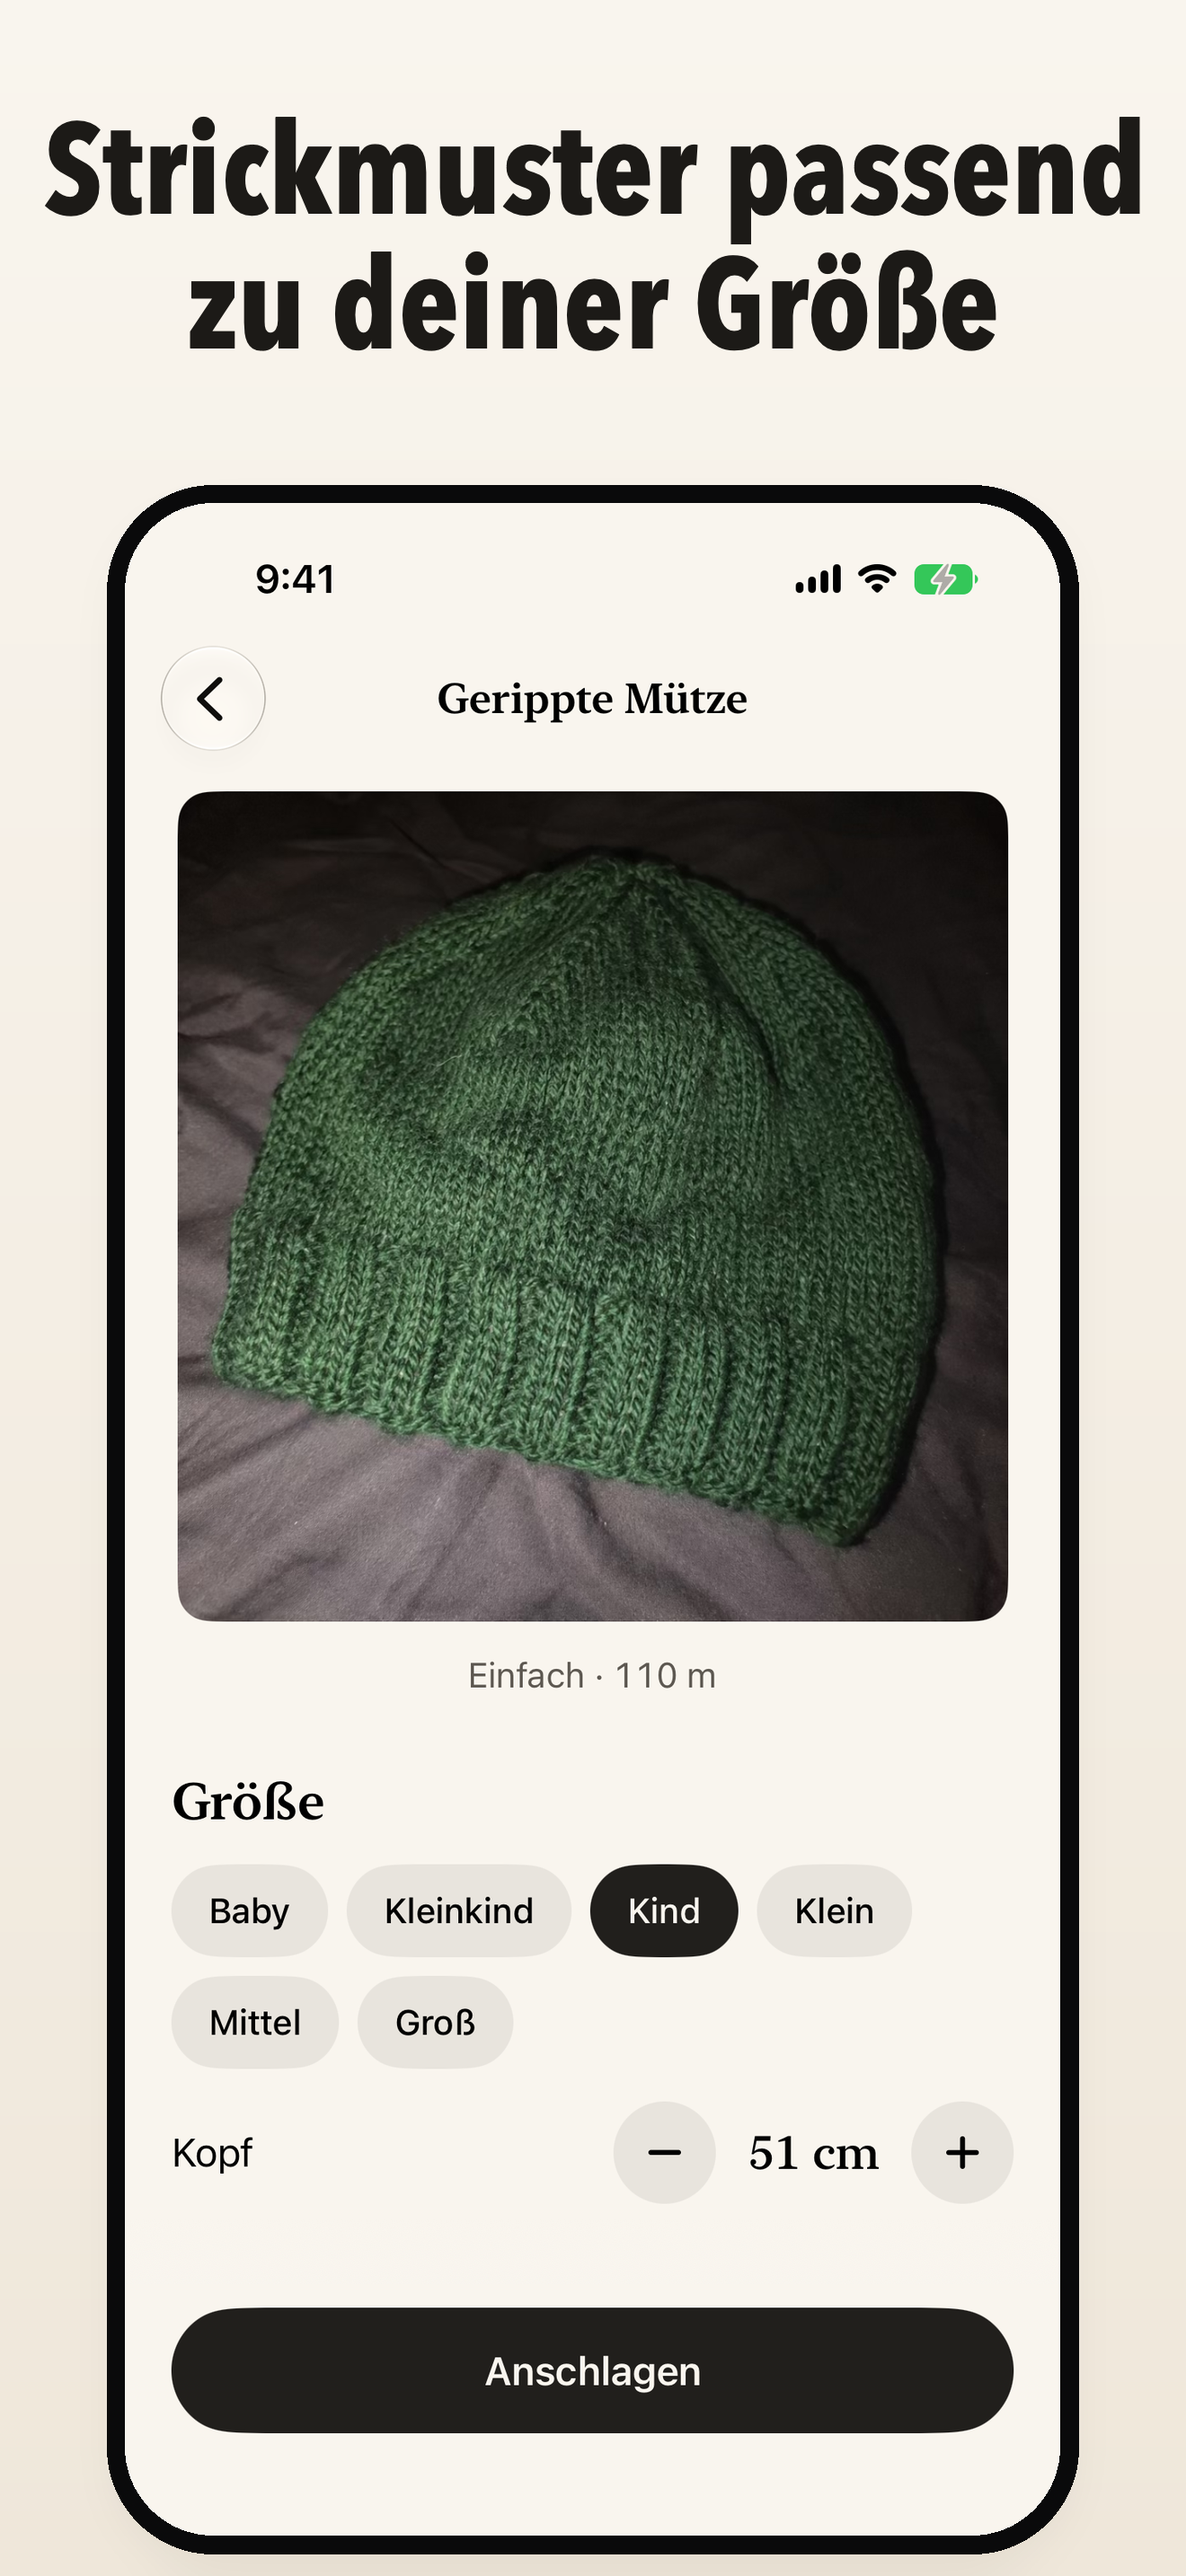 Strickmuster passend
zu deiner Größe
9:41
Gerippte Mütze
Einfach · 110 m
Größe
Baby Kleinkind Kind Klein
Mittel Groß
Kopf − 51 cm +
Anschlagen